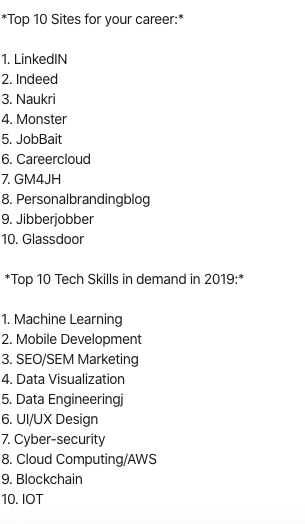 *Top 10 Sites for your career:*
1. LinkedIN
2. Indeed
3. Naukri
4. Monster
5. JobBait
6. Careercloud
7. GM4JH
8. Personalbrandingblog
9. Jibberjobber
10. Glassdoor
*Top 10 Tech Skills in demand in 2019:*
1. Machine Learning
2. Mobile Development
3. SEO/SEM Marketing
4. Data Visualization
5. Data Engineeringj
6. UI/UX Design
7. Cyber-security
8. Cloud Computing/AWS
9. Blockchain
10. IOT